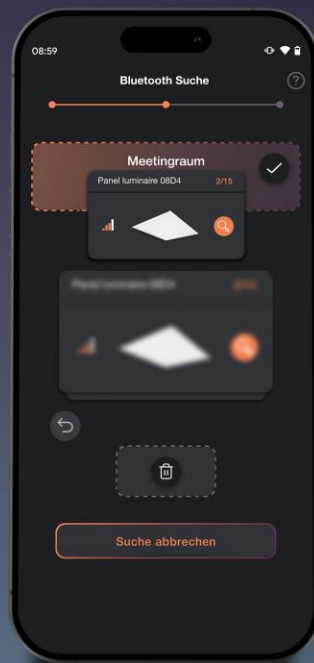 08:59
Bluetooth Suche
?
Meetingraum
Panel luminaire 08D4
2/15
Suche abbrechen